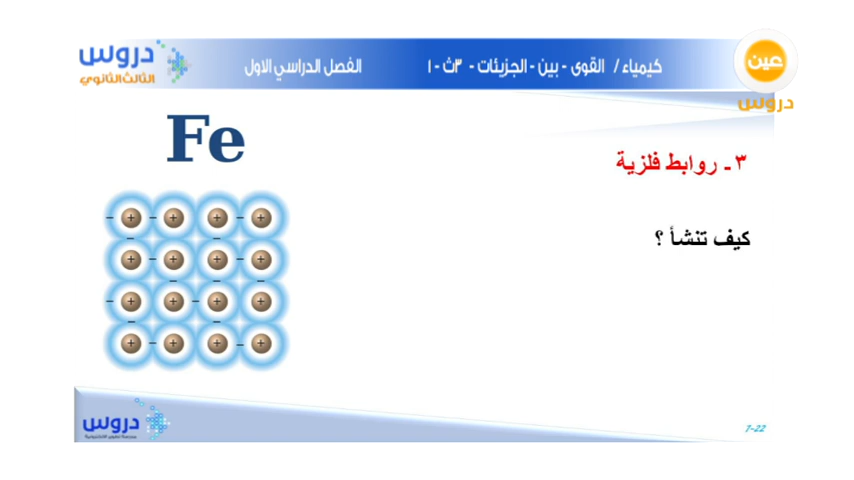 دروس
الثالث الثانوي
الفصل الدراسي الاول
كيمياء / القوى - بين - الجزيئات - ٣ث - ١
عين
دروس
Fe
٣ ـ روابط فلزية
كيف تنشأ ؟
- + - + + - + 
- -
+ - + + - +
- - -
- + + - + +
- -
+ - + + - +
دروس
7-22